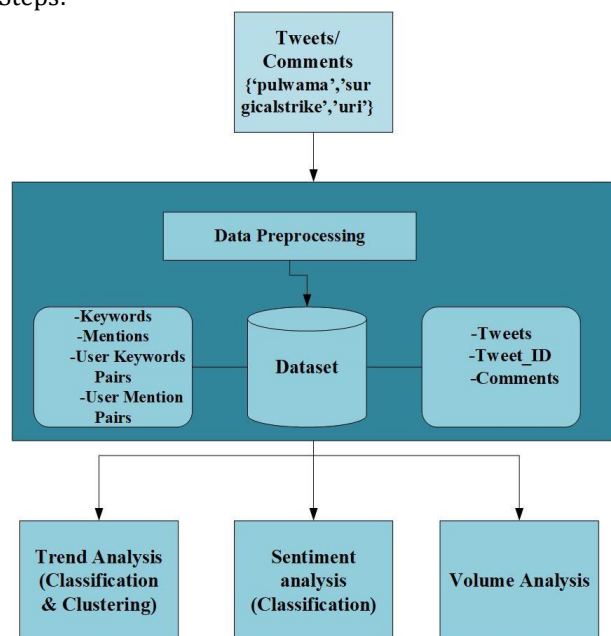 Steps:
Tweets/
Comments
{‘pulwama’,’sur
gicalstrike’,’uri’}
Data Preprocessing
-Keywords
-Mentions
-User Keywords
Pairs
-User Mention
Pairs
Dataset
-Tweets
-Tweet_ID
-Comments
Trend Analysis
(Classification
& Clustering)
Sentiment
analysis
(Classification)
Volume Analysis